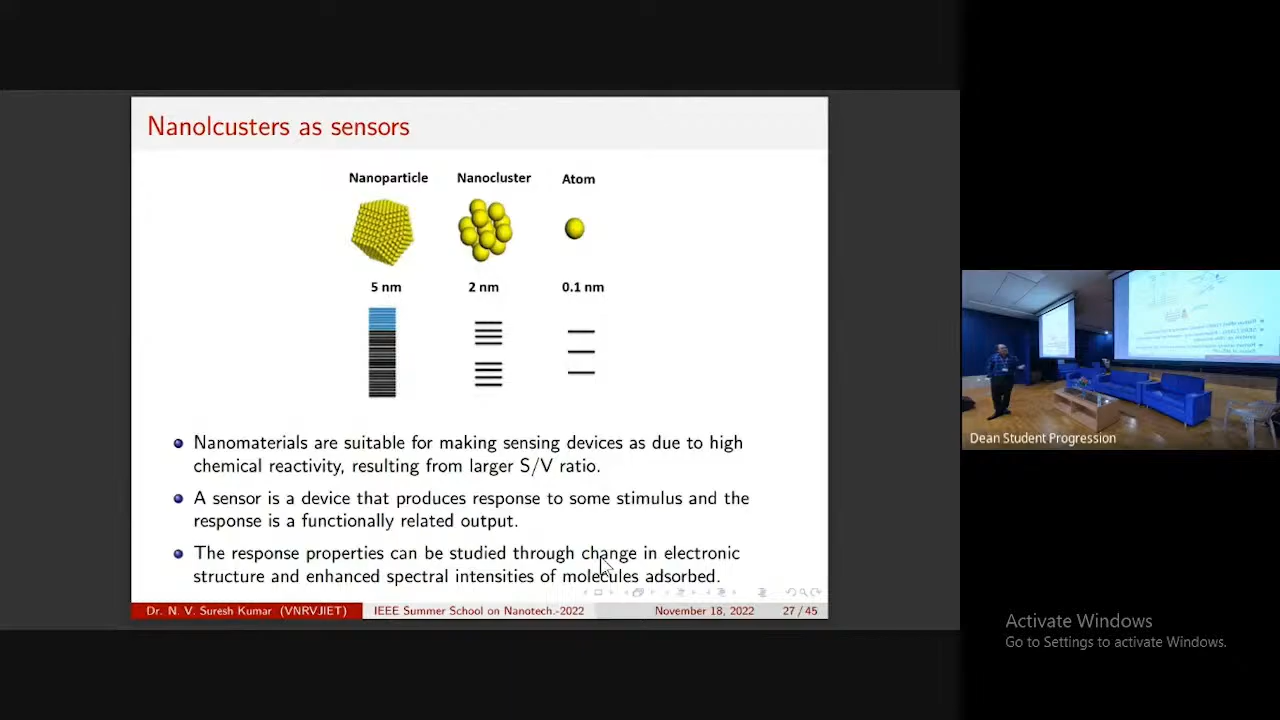 Nanolcusters as sensors
Nanoparticle Nanocluster Atom
5 nm 2 nm 0.1 nm
Nanomaterials are suitable for making sensing devices as due to high
chemical reactivity, resulting from larger S/V ratio.
A sensor is a device that produces response to some stimulus and the
response is a functionally related output.
The response properties can be studied through change in electronic
structure and enhanced spectral intensities of molecules adsorbed.
Dr. N. V. Suresh Kumar (VNRVJIET) IEEE Summer School on Nanotech.-2022 November 18, 2022 27 / 45
Dean Student Progression
Activate Windows
Go to Settings to activate Windows.